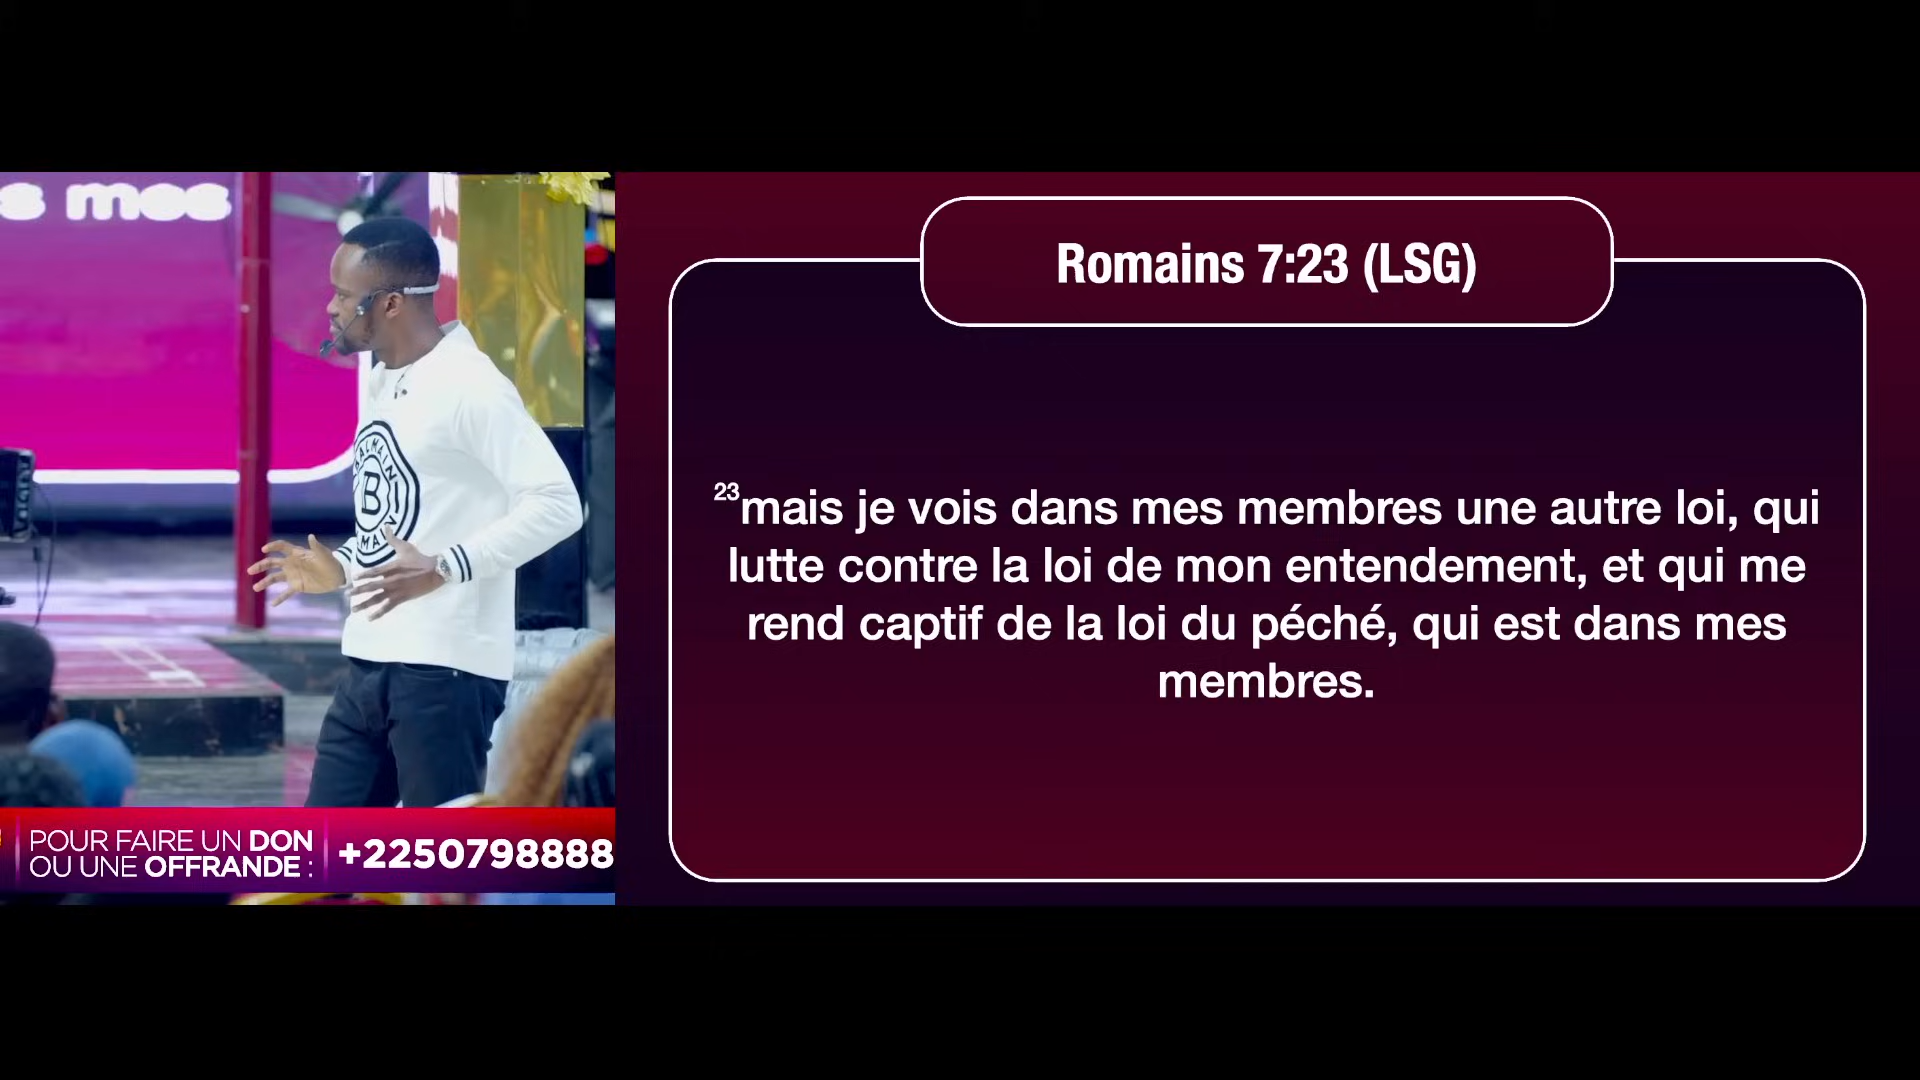 s mes
BALMAIN
B
POUR FAIRE UN DON
OU UNE OFFRANDE :
+2250798888
Romains 7:23 (LSG)
23mais je vois dans mes membres une autre loi, qui
lutte contre la loi de mon entendement, et qui me
rend captif de la loi du péché, qui est dans mes
membres.